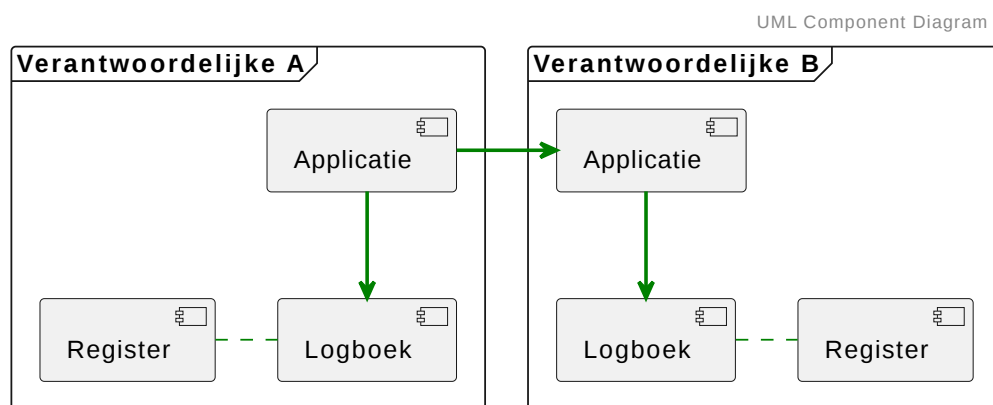 UML Component Diagram
Verantwoordelijke A
Verantwoordelijke B
Applicatie
Applicatie
Register
Logboek
Logboek
Register